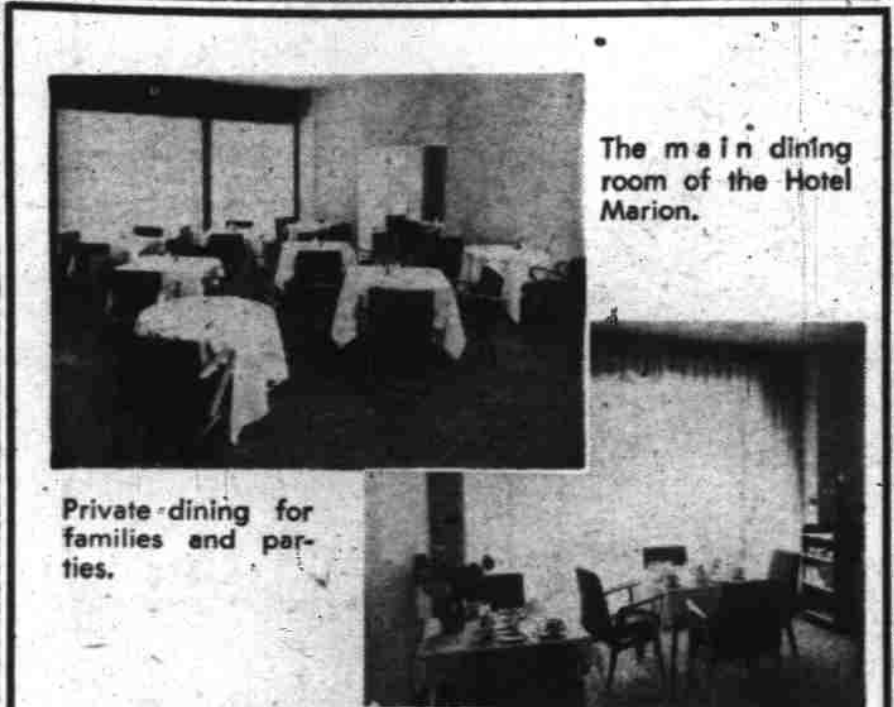 The main dining
room of the Hotel
Marion.
Private dining for
families and par-
ties.